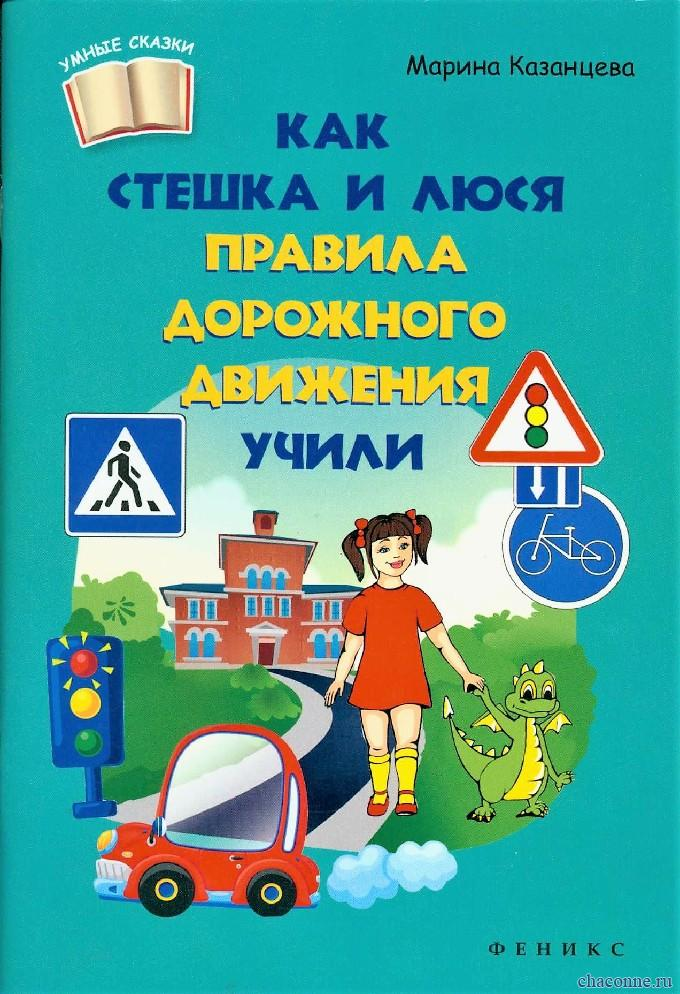 УМНЫЕ СКАЗКИ
Марина Казанцева
КАК
СТЕШКА И ЛЮСЯ
ПРАВИЛА
ДОРОЖНОГО
ДВИЖЕНИЯ
УЧИЛИ
ФЕНИКС
chaconne.ru